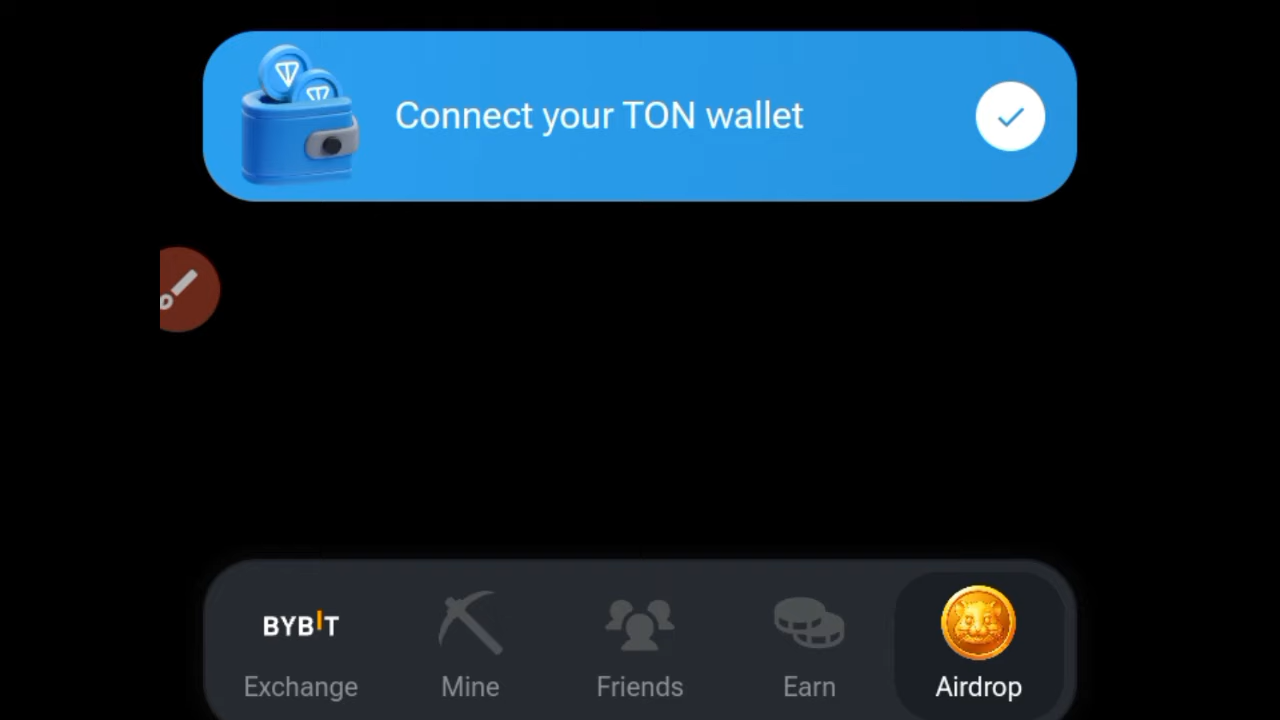 Connect your TON wallet
BYBIT
Exchange
Mine
Friends
Earn
Airdrop